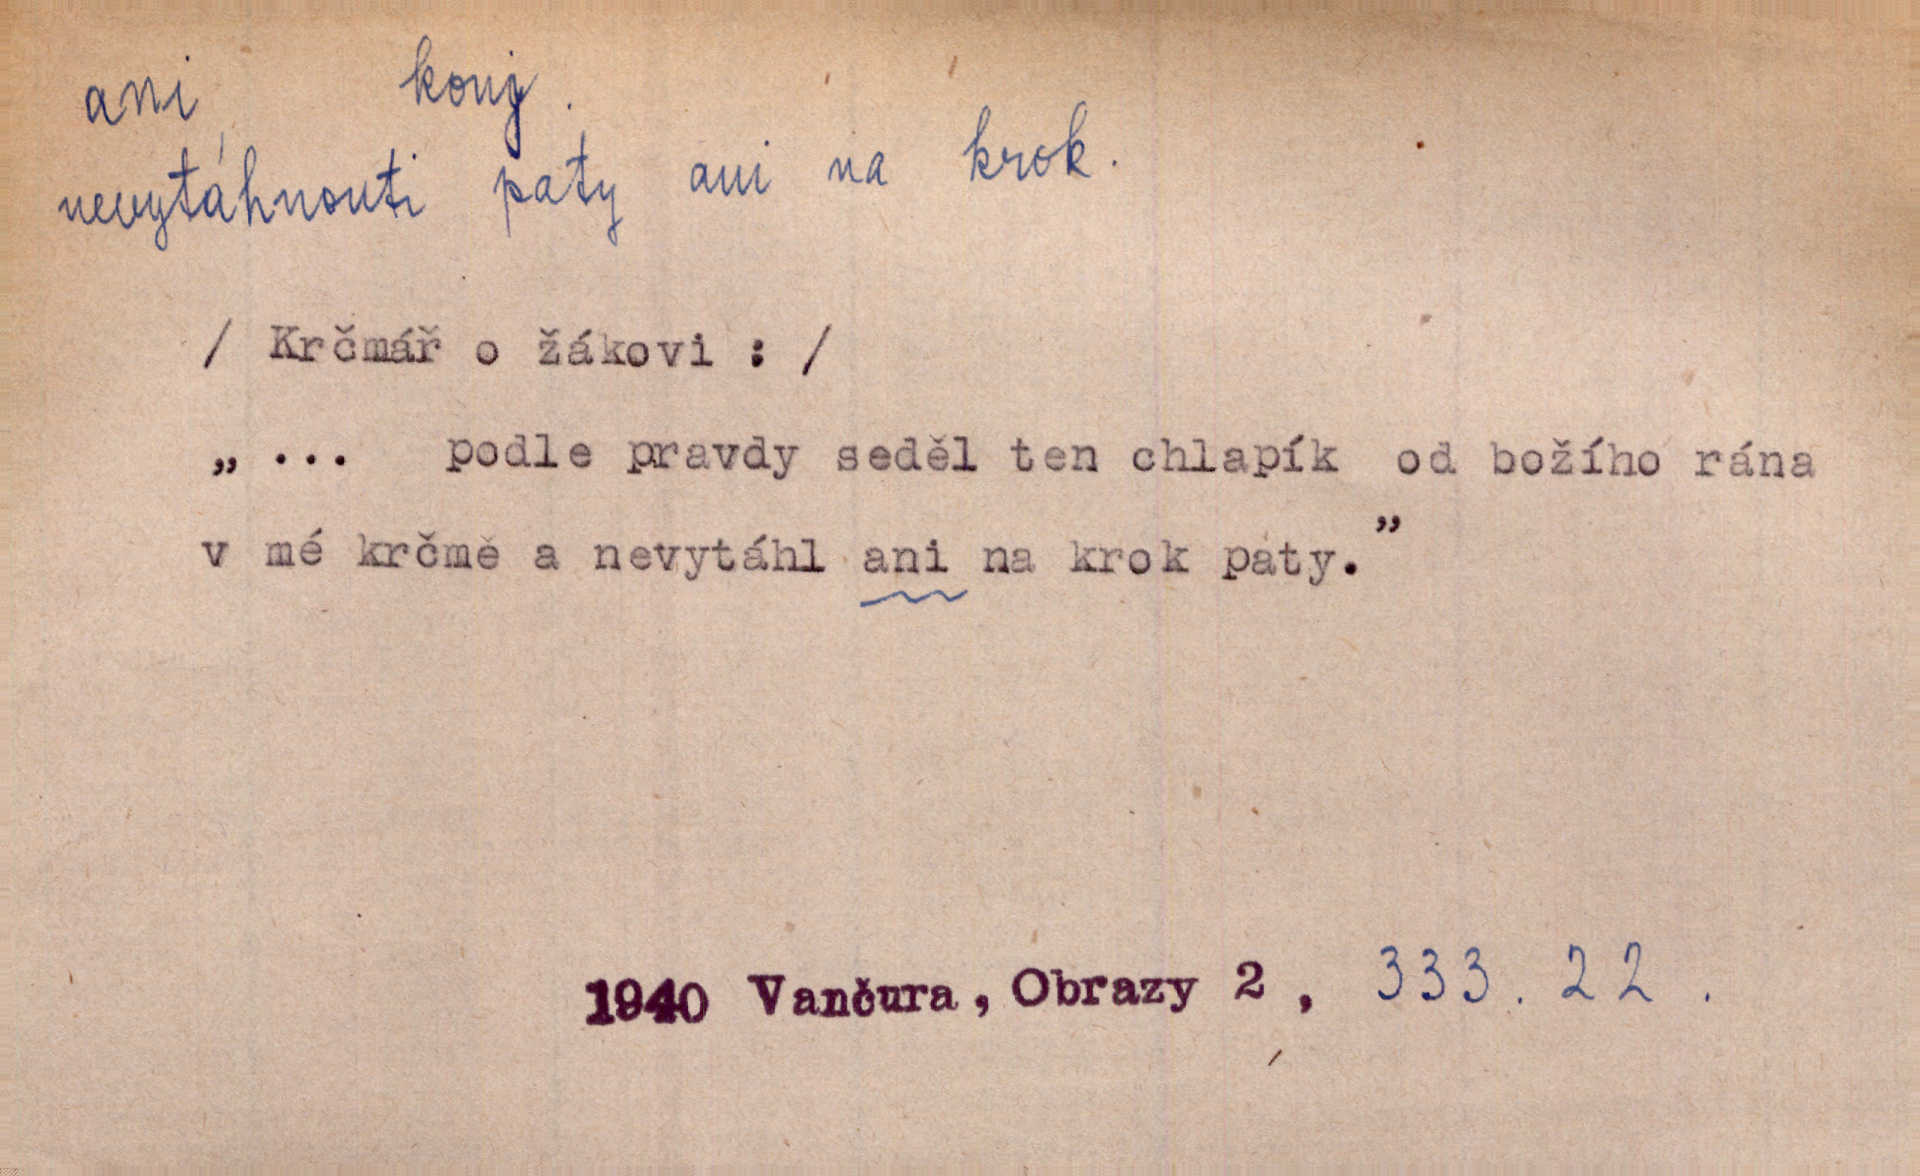 ani konj.
nevytáhnouti paty ani na krok.
/ Krčmář o žákovi : /
„ ... podle pravdy seděl ten chlapík od božího rána
v mé krčmě a nevytáhl ani na krok paty.”
1940 Vančura, Obrazy 2, 333. 22.